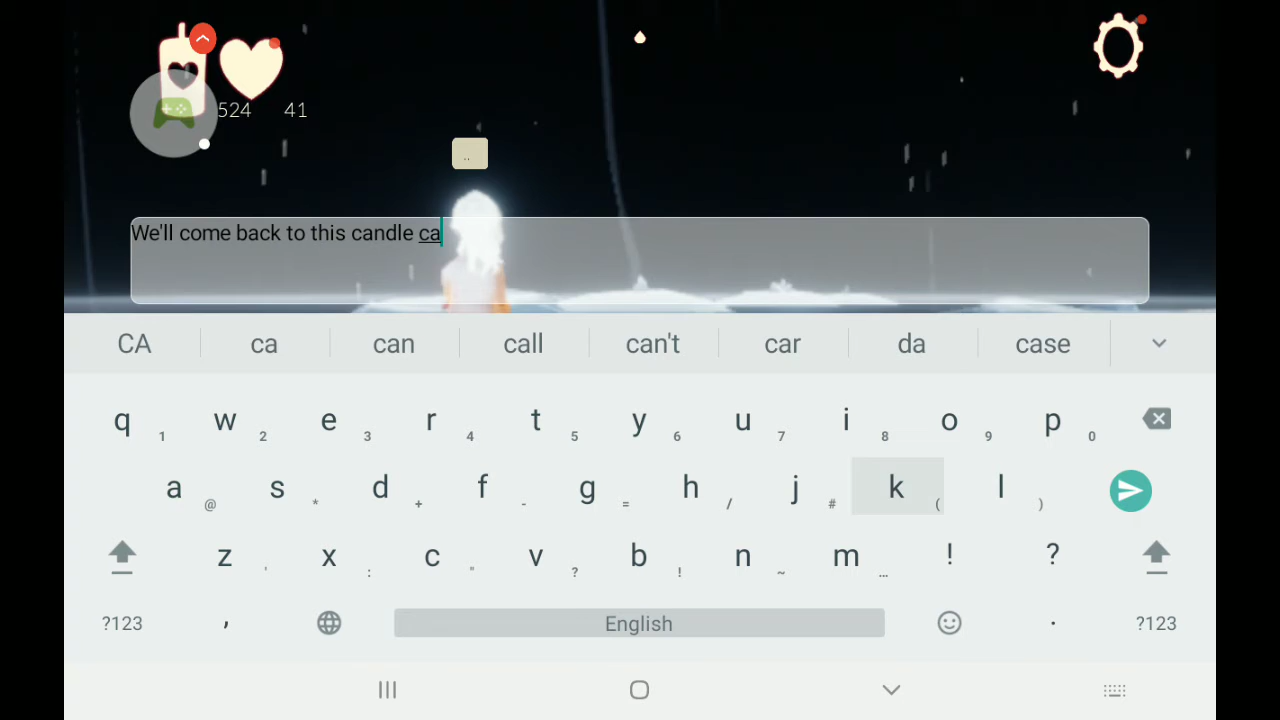 524 41
..
We'll come back to this candle ca
CA ca can call can't car da case
q 1 w 2 e 3 r 4 t 5 y 6 u 7 i 8 o 9 p 0
a @ s * d + f - g = h / j # k ( l )
z ' x : c " v ? b ! n ~ m ... ! ?
?123 , English . ?123